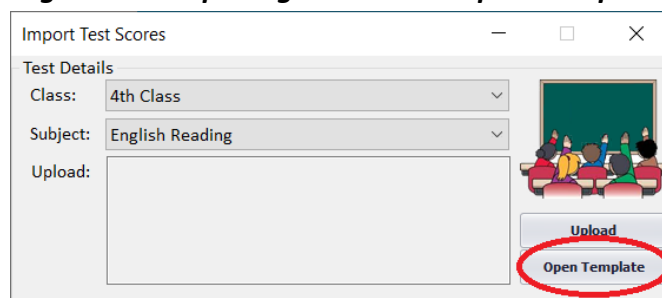 Import Test Scores
Test Details
Class: 4th Class
Subject: English Reading
Upload:
Upload
Open Template